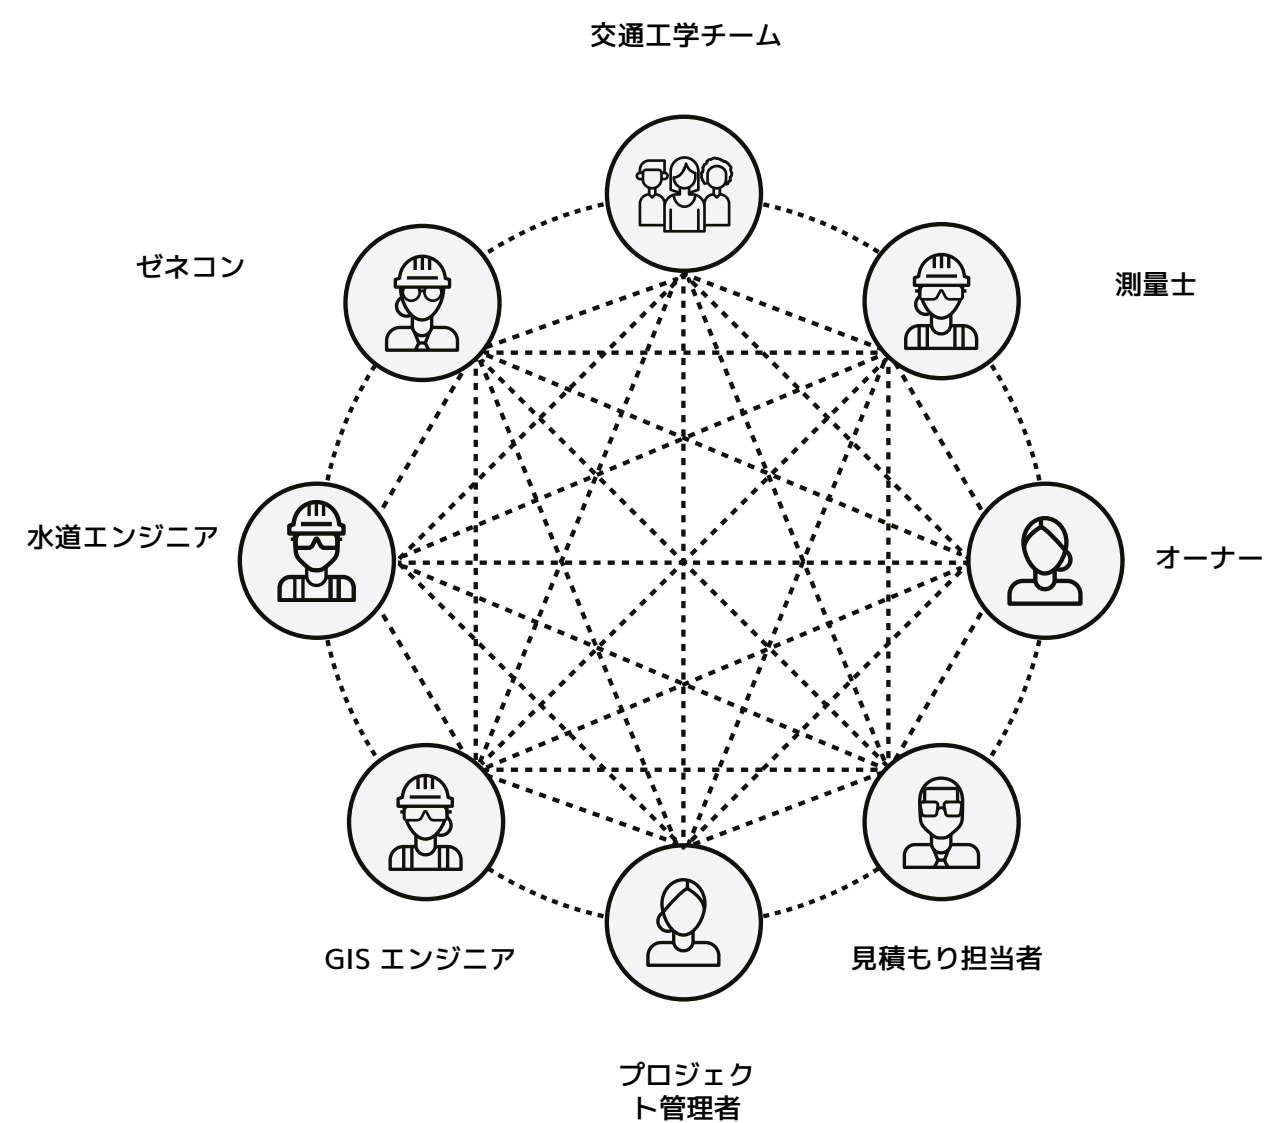 交通工学チーム
ゼネコン
測量士
水道エンジニア
オーナー
GIS エンジニア
見積もり担当者
プロジェク
ト管理者